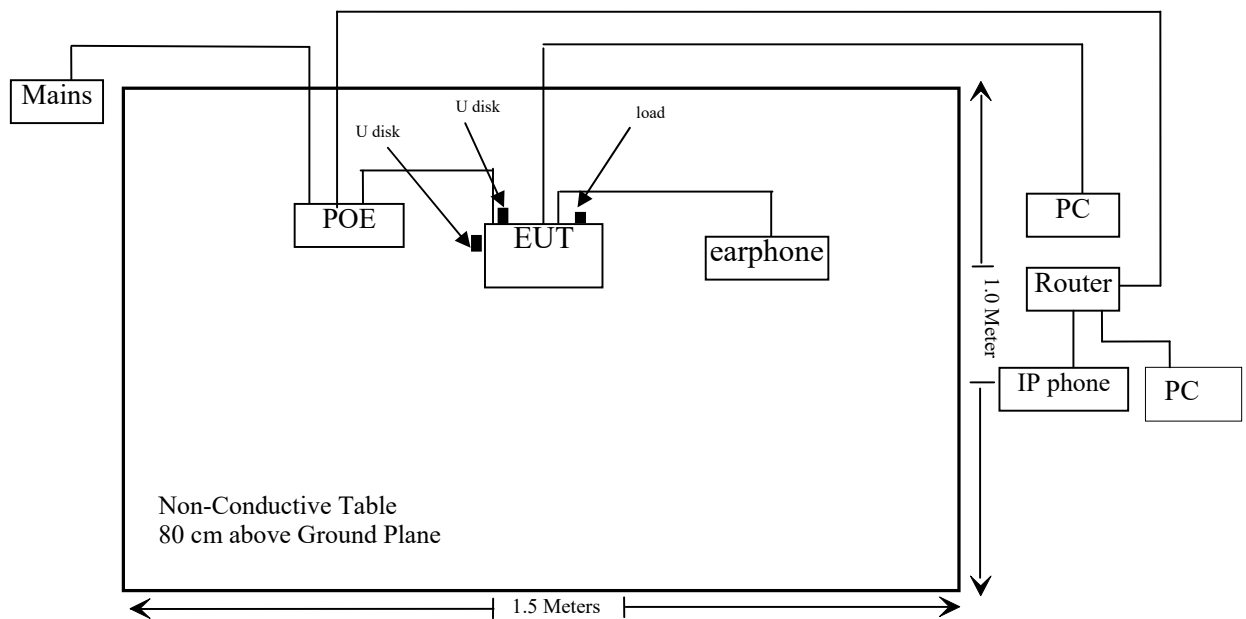 Mains
U disk
U disk
load
POE
EUT
earphone
PC
Router
1.0 Meter
IP phone
PC
Non-Conductive Table
80 cm above Ground Plane
1.5 Meters